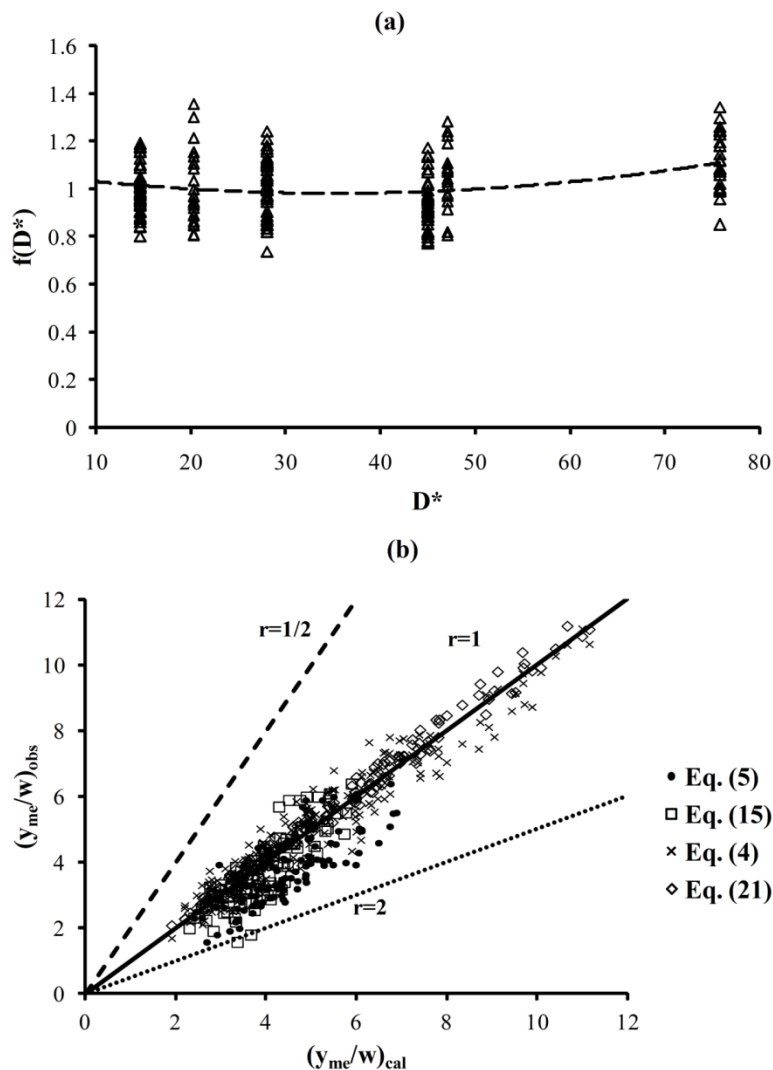 (a)
1.6
1.4
1.2
1
0.8
0.6
0.4
0.2
0
f(D*)
10 20 30 40 50 60 70 80
D*
(b)
12
10
8
6
4
2
0
(yme/w)obs
r=1/2
r=1
r=2
Eq. (5)
Eq. (15)
Eq. (4)
Eq. (21)
0 2 4 6 8 10 12
(yme/w)cal